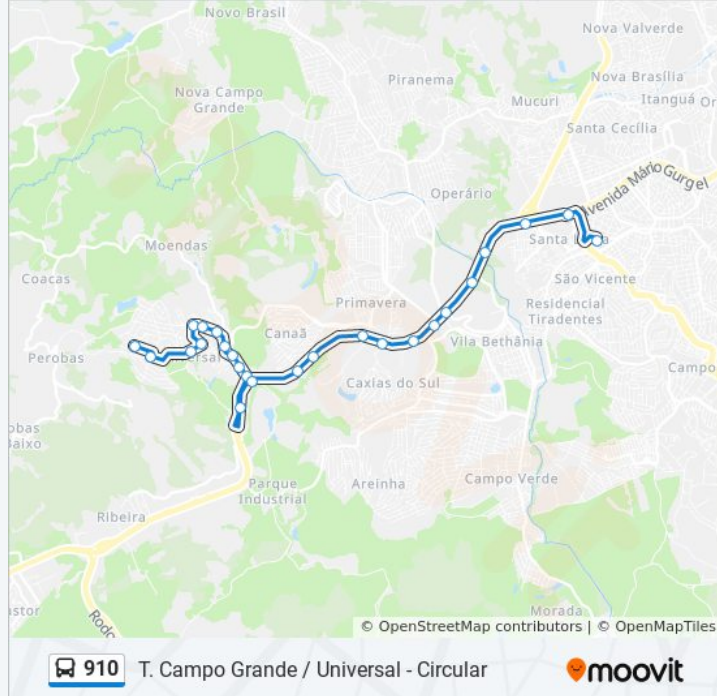 Novo Brasil
Nova Valverde
Nova Campo
Grande
Piranema
Nova Brasília
Mucuri
Itanguá
Santa Cecília
Avenida Mário Gurgel
Operário
Moendas
Santa
São Vicente
Coacas
Residencial
Tiradentes
Primavera
Canaã
Perobas
Vila Bethânia
Campo
Caxias do Sul
obas
Baixo
Parque
Industrial
Areinha
Campo Verde
Ribeira
astor
Rodo
Morada
© OpenStreetMap contributors | © OpenMapTiles
910 T. Campo Grande / Universal - Circular
moovit